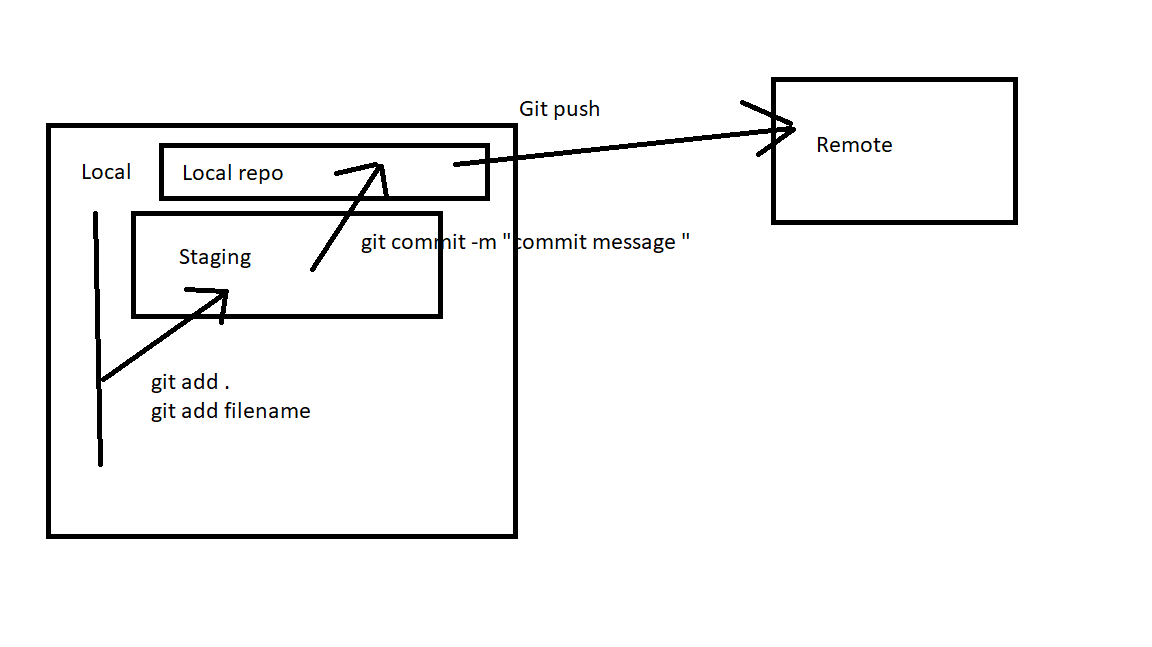 Git push
Remote
Local
Local repo
git commit -m "commit message "
Staging
git add .
git add filename